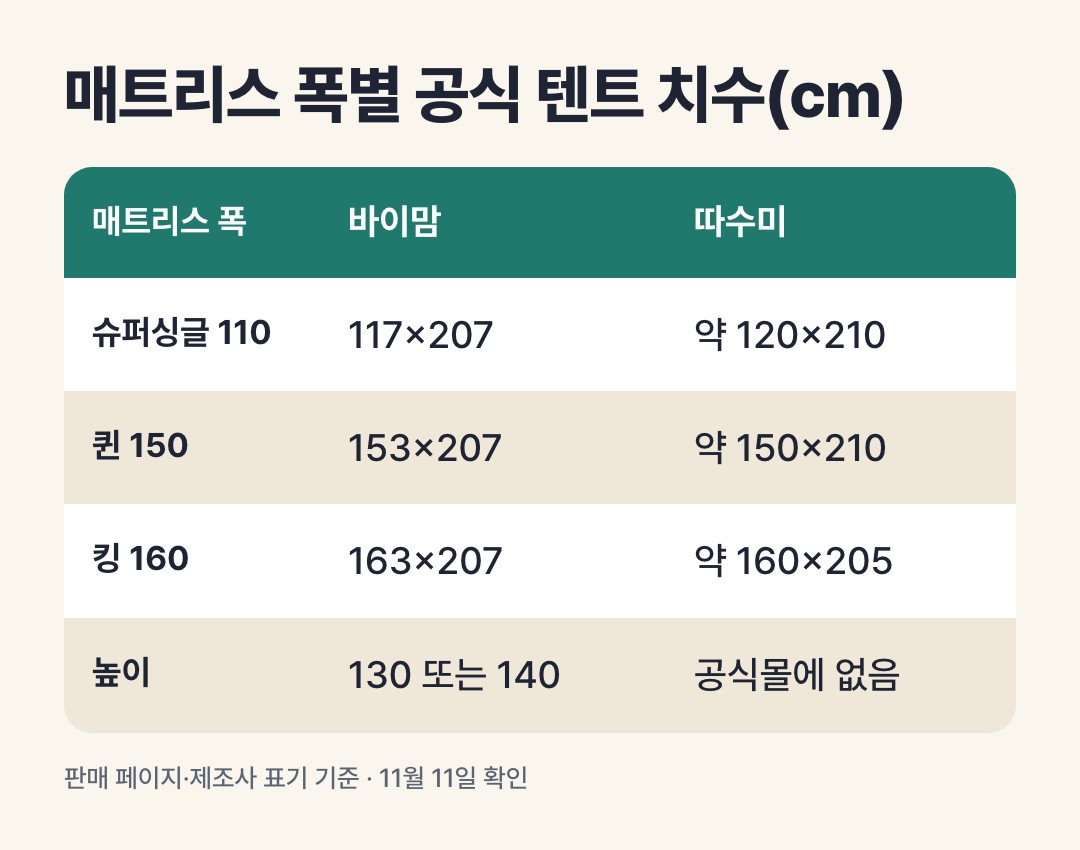 매트리스 폭별 공식 텐트 치수(cm)
매트리스 폭 바이맘 따수미
슈퍼싱글 110 117×207 약 120×210
퀸 150 153×207 약 150×210
킹 160 163×207 약 160×205
높이 130 또는 140 공식몰에 없음
판매 페이지·제조사 표기 기준 · 11월 11일 확인